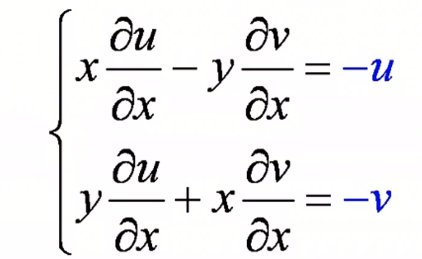 x ∂u/∂x − y ∂v/∂x = −u
y ∂u/∂x + x ∂v/∂x = −v